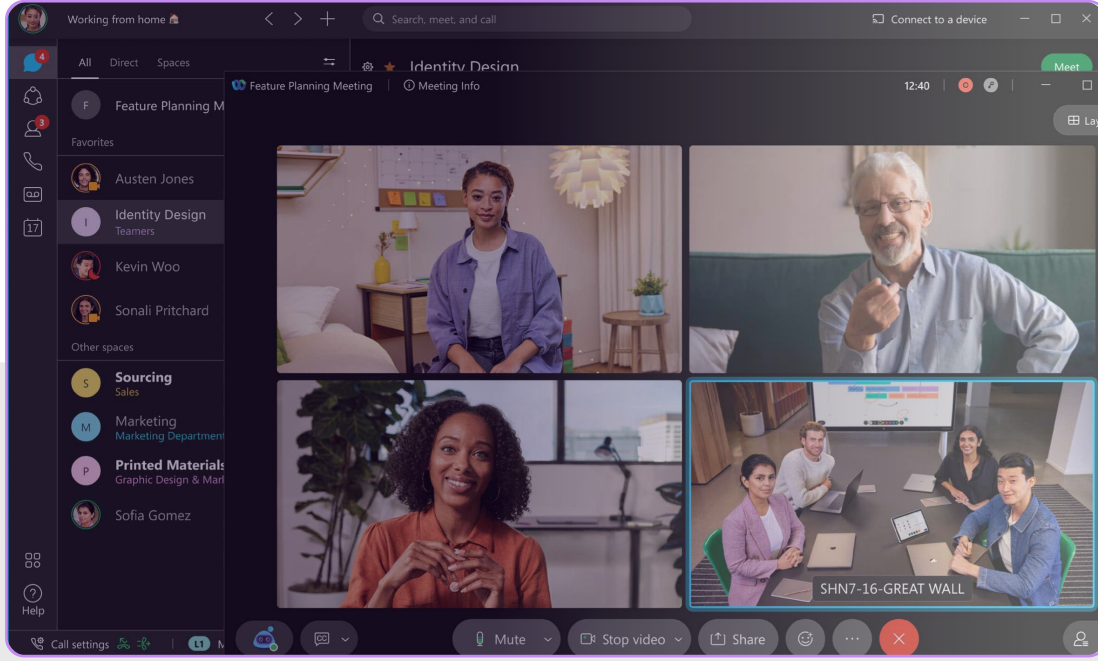 Working from home
Search, meet, and call
Connect to a device
4
All
Direct
Spaces
Identity Design
Meet
Feature Planning Meeting
Meeting Info
12:40
F
Feature Planning M
Lay
3
Favorites
Austen Jones
I
Identity Design
Teamers
17
Kevin Woo
Sonali Pritchard
Other spaces
S
Sourcing
Sales
M
Marketing
Marketing Department
P
Printed Materials
Graphic Design & Mar
Sofia Gomez
SHN7-16-GREAT WALL
Help
Call settings
L1
M
CC
Mute
Stop video
Share